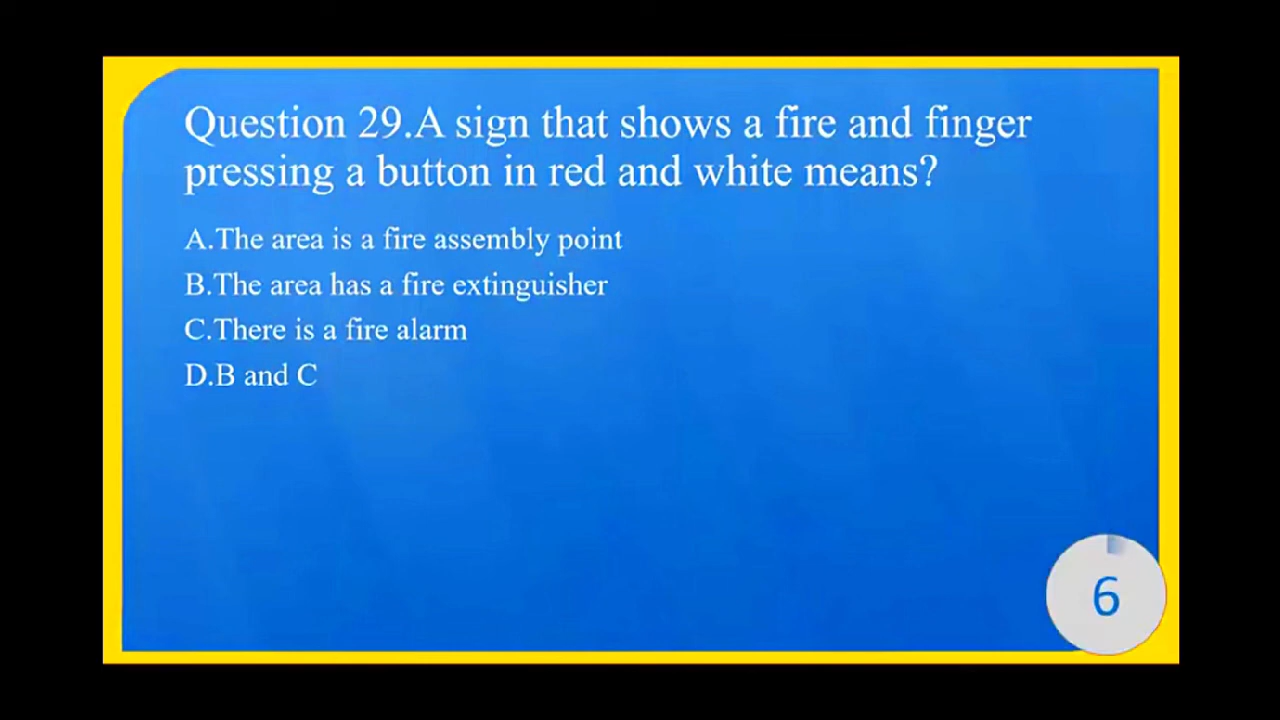 Question 29.A sign that shows a fire and finger
pressing a button in red and white means?
A.The area is a fire assembly point
B.The area has a fire extinguisher
C.There is a fire alarm
D.B and C
6